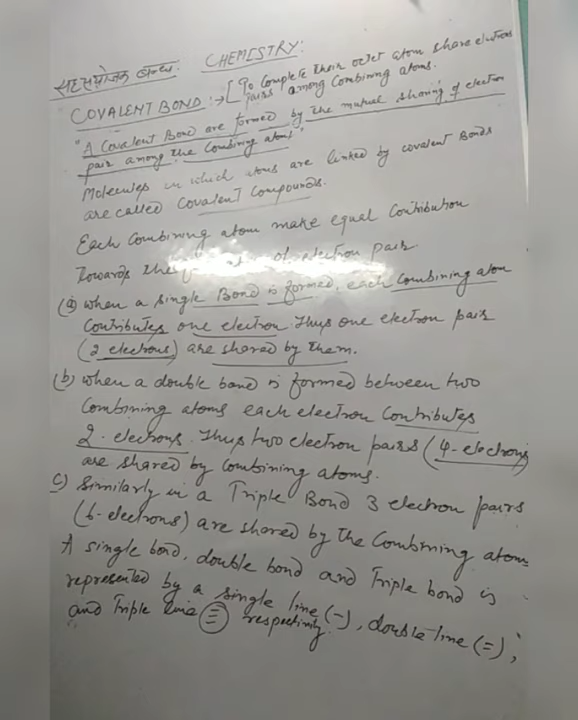 सहसंयोजक बन्ध: CHEMISTRY:
COVALENT BOND :→ [To complete their octet atom share electrons
pairs among combining atoms.
"A Covalent Bond are formed by the mutual sharing of electron
pair among the combining atoms"
Molecules in which atoms are linked by covalent Bonds
are called Covalent Compounds.
Each combining atom make equal Contribution
Towards the of electron pair
(a) when a single Bond is formed, each combining atom
Contributes one electron. Thus one electron pair
(2 electrons) are shared by them.
(b) when a double bond is formed between two
combining atoms each electron Contributes
2-electrons. Thus two electron pairs (4-electrons)
are shared by combining atoms.
c) Similarly in a Triple Bond 3 electron pairs
(6-electrons) are shared by the Combining atoms
A single bond, double bond and Triple bond is
represented by a single line (-), double line (=),
and Triple line (≡) respectively.